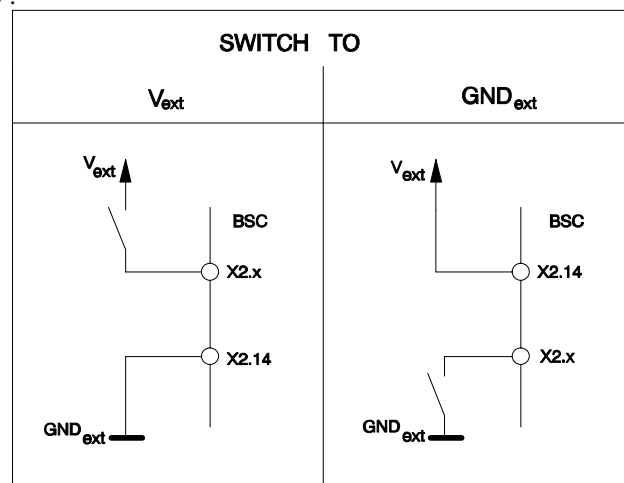 SWITCH TO
Vext
GNDext
Vext
BSC
X2.x
X2.14
GNDext
Vext
BSC
X2.14
X2.x
GNDext